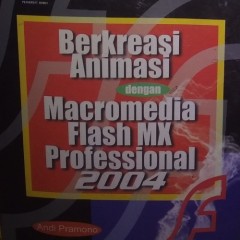 Berkreasi
Animasi
dengan
Macromedia
Flash MX
Professional
2004
Andi Pramono